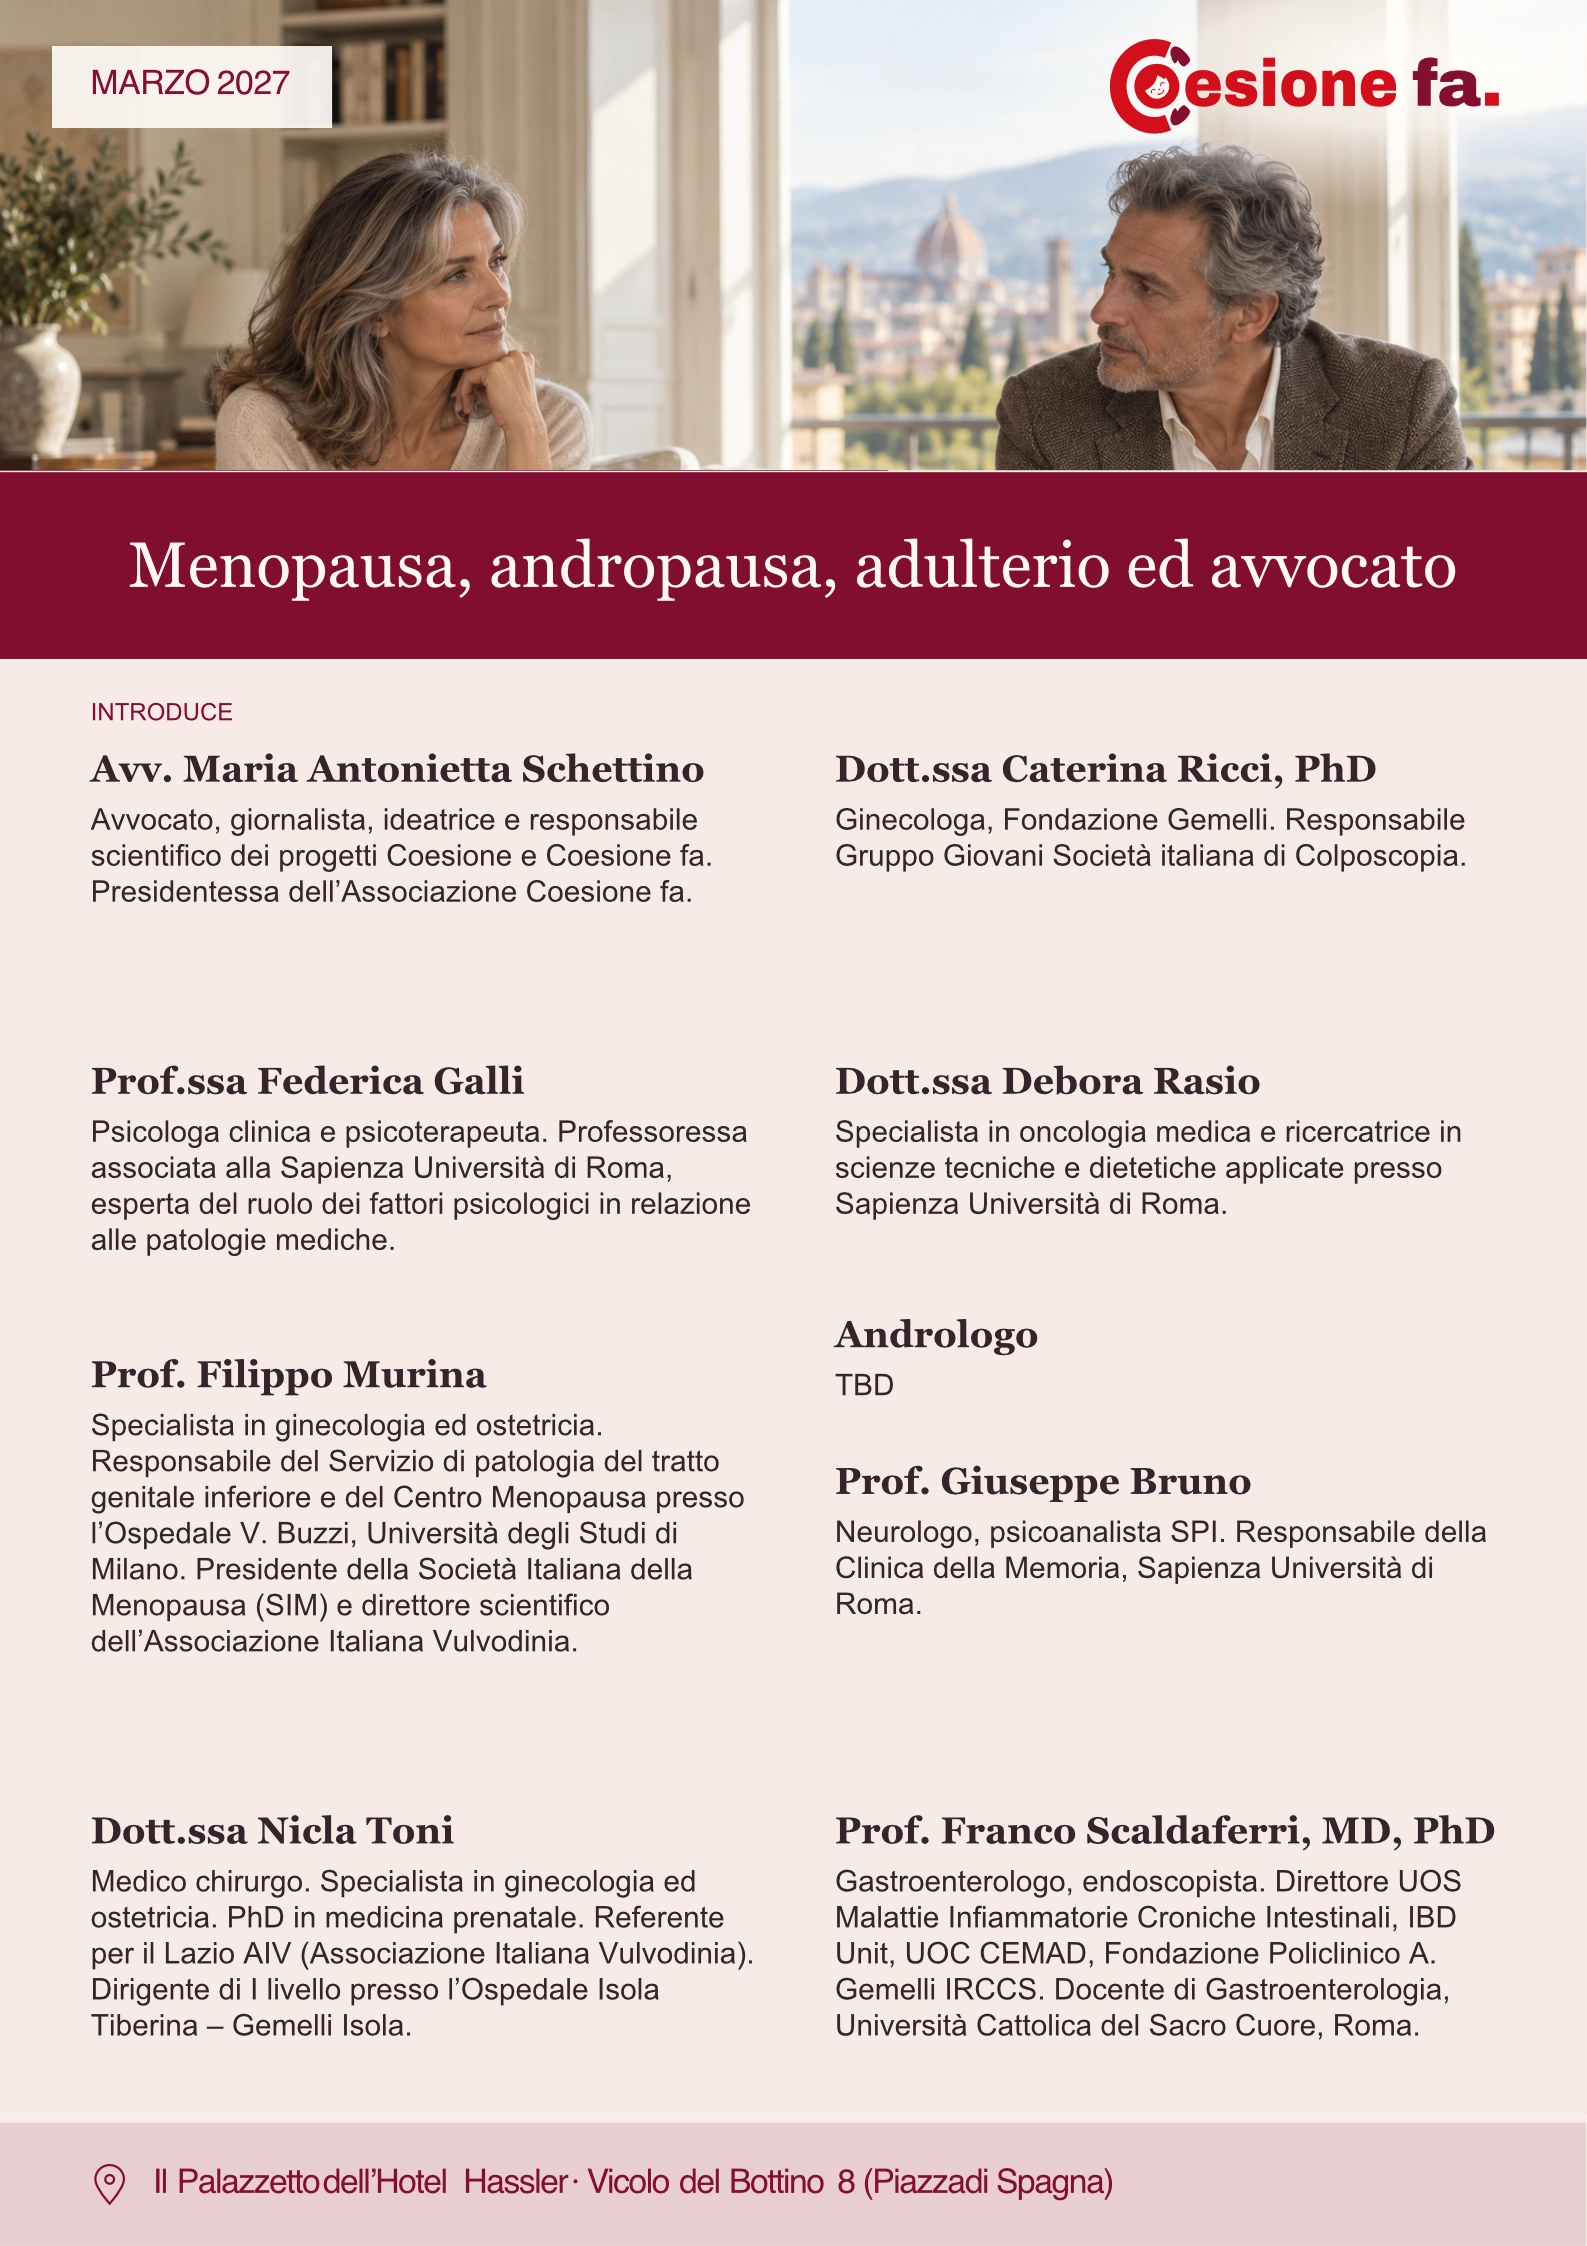 MARZO 2027
Coesione fa.
Menopausa, andropausa, adulterio ed avvocato
INTRODUCE
Avv. Maria Antonietta Schettino
Avvocato, giornalista, ideatrice e responsabile
scientifico dei progetti Coesione e Coesione fa.
Presidentessa dell’Associazione Coesione fa.
Dott.ssa Caterina Ricci, PhD
Ginecologa, Fondazione Gemelli. Responsabile
Gruppo Giovani Società italiana di Colposcopia.
Prof.ssa Federica Galli
Psicologa clinica e psicoterapeuta. Professoressa
associata alla Sapienza Università di Roma,
esperta del ruolo dei fattori psicologici in relazione
alle patologie mediche.
Dott.ssa Debora Rasio
Specialista in oncologia medica e ricercatrice in
scienze tecniche e dietetiche applicate presso
Sapienza Università di Roma.
Prof. Filippo Murina
Specialista in ginecologia ed ostetricia.
Responsabile del Servizio di patologia del tratto
genitale inferiore e del Centro Menopausa presso
l’Ospedale V. Buzzi, Università degli Studi di
Milano. Presidente della Società Italiana della
Menopausa (SIM) e direttore scientifico
dell’Associazione Italiana Vulvodinia.
Andrologo
TBD
Prof. Giuseppe Bruno
Neurologo, psicoanalista SPI. Responsabile della
Clinica della Memoria, Sapienza Università di
Roma.
Dott.ssa Nicla Toni
Medico chirurgo. Specialista in ginecologia ed
ostetricia. PhD in medicina prenatale. Referente
per il Lazio AIV (Associazione Italiana Vulvodinia).
Dirigente di I livello presso l’Ospedale Isola
Tiberina – Gemelli Isola.
Prof. Franco Scaldaferri, MD, PhD
Gastroenterologo, endoscopista. Direttore UOS
Malattie Infiammatorie Croniche Intestinali, IBD
Unit, UOC CEMAD, Fondazione Policlinico A.
Gemelli IRCCS. Docente di Gastroenterologia,
Università Cattolica del Sacro Cuore, Roma.
Il Palazzetto dell’Hotel Hassler · Vicolo del Bottino 8 (Piazza di Spagna)